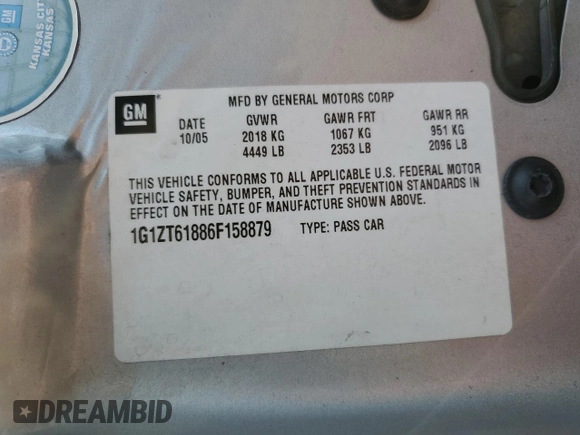 GM
KANSAS CITY
KANSAS
GM
MFD BY GENERAL MOTORS CORP
DATE GVWR GAWR FRT GAWR RR
10/05 2018 KG 1067 KG 951 KG
4449 LB 2353 LB 2096 LB
THIS VEHICLE CONFORMS TO ALL APPLICABLE U.S. FEDERAL MOTOR
VEHICLE SAFETY, BUMPER, AND THEFT PREVENTION STANDARDS IN
EFFECT ON THE DATE OF MANUFACTURE SHOWN ABOVE.
1G1ZT61886F158879 TYPE: PASS CAR
DREAMBID